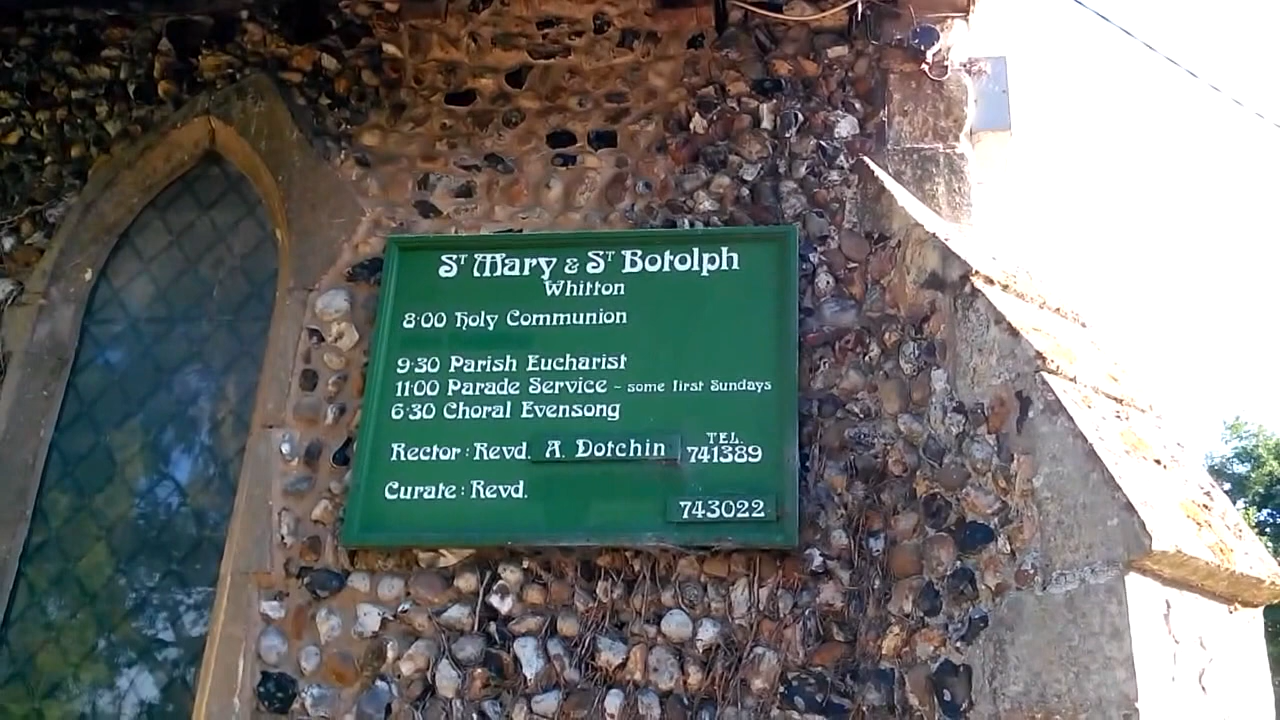 St Mary & St Botolph
Whitton
8·00 Holy Communion
9·30 Parish Eucharist
11·00 Parade Service - some first Sundays
6·30 Choral Evensong
Rector : Revd. A. Dotchin TEL. 741389
Curate : Revd.
743022